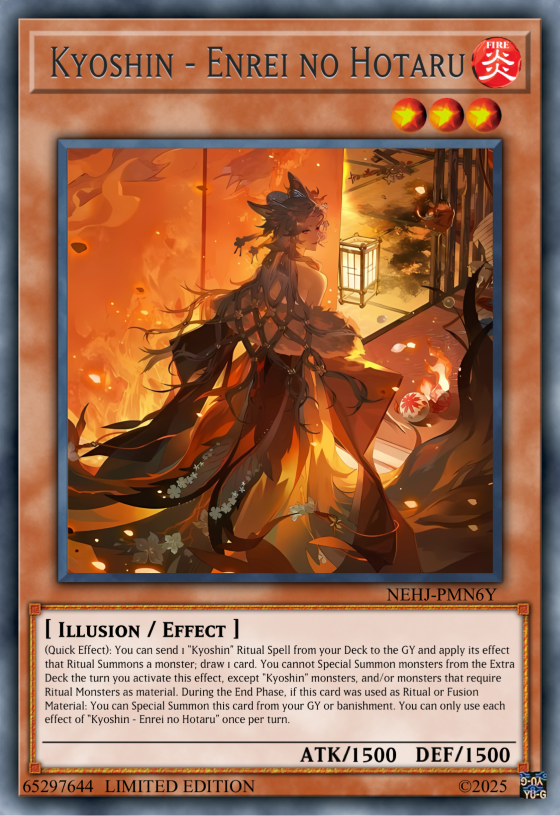 Kyoshin - Enrei no Hotaru
FIRE
炎
NEHJ-PMN6Y
[ Illusion / Effect ]
(Quick Effect): You can send 1 "Kyoshin" Ritual Spell from your Deck to the GY and apply its effect
that Ritual Summons a monster; draw 1 card. You cannot Special Summon monsters from the Extra
Deck the turn you activate this effect, except "Kyoshin" monsters, and/or monsters that require
Ritual Monsters as material. During the End Phase, if this card was used as Ritual or Fusion
Material: You can Special Summon this card from your GY or banishment. You can only use each
effect of "Kyoshin - Enrei no Hotaru" once per turn.
ATK/1500 DEF/1500
65297644 LIMITED EDITION ©2025
YU-G
YU-G